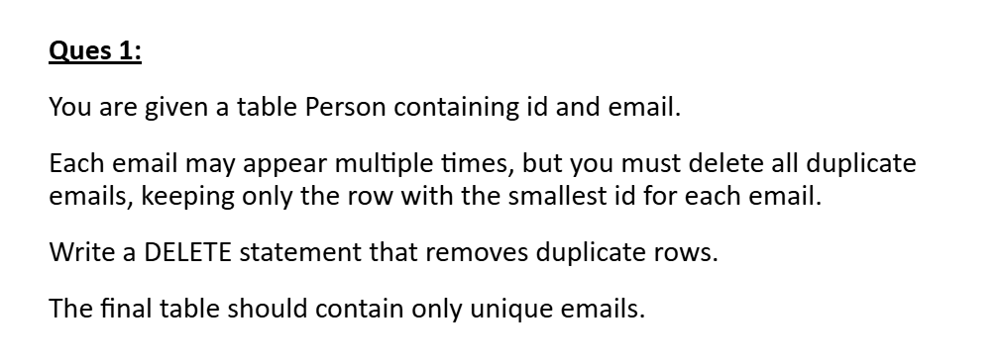 Ques 1:
You are given a table Person containing id and email.
Each email may appear multiple times, but you must delete all duplicate
emails, keeping only the row with the smallest id for each email.
Write a DELETE statement that removes duplicate rows.
The final table should contain only unique emails.